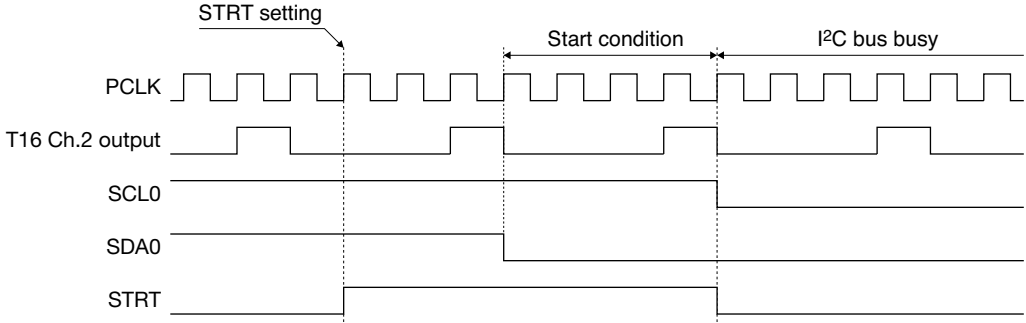 STRT setting
Start condition
I²C bus busy
PCLK
T16 Ch.2 output
SCL0
SDA0
STRT